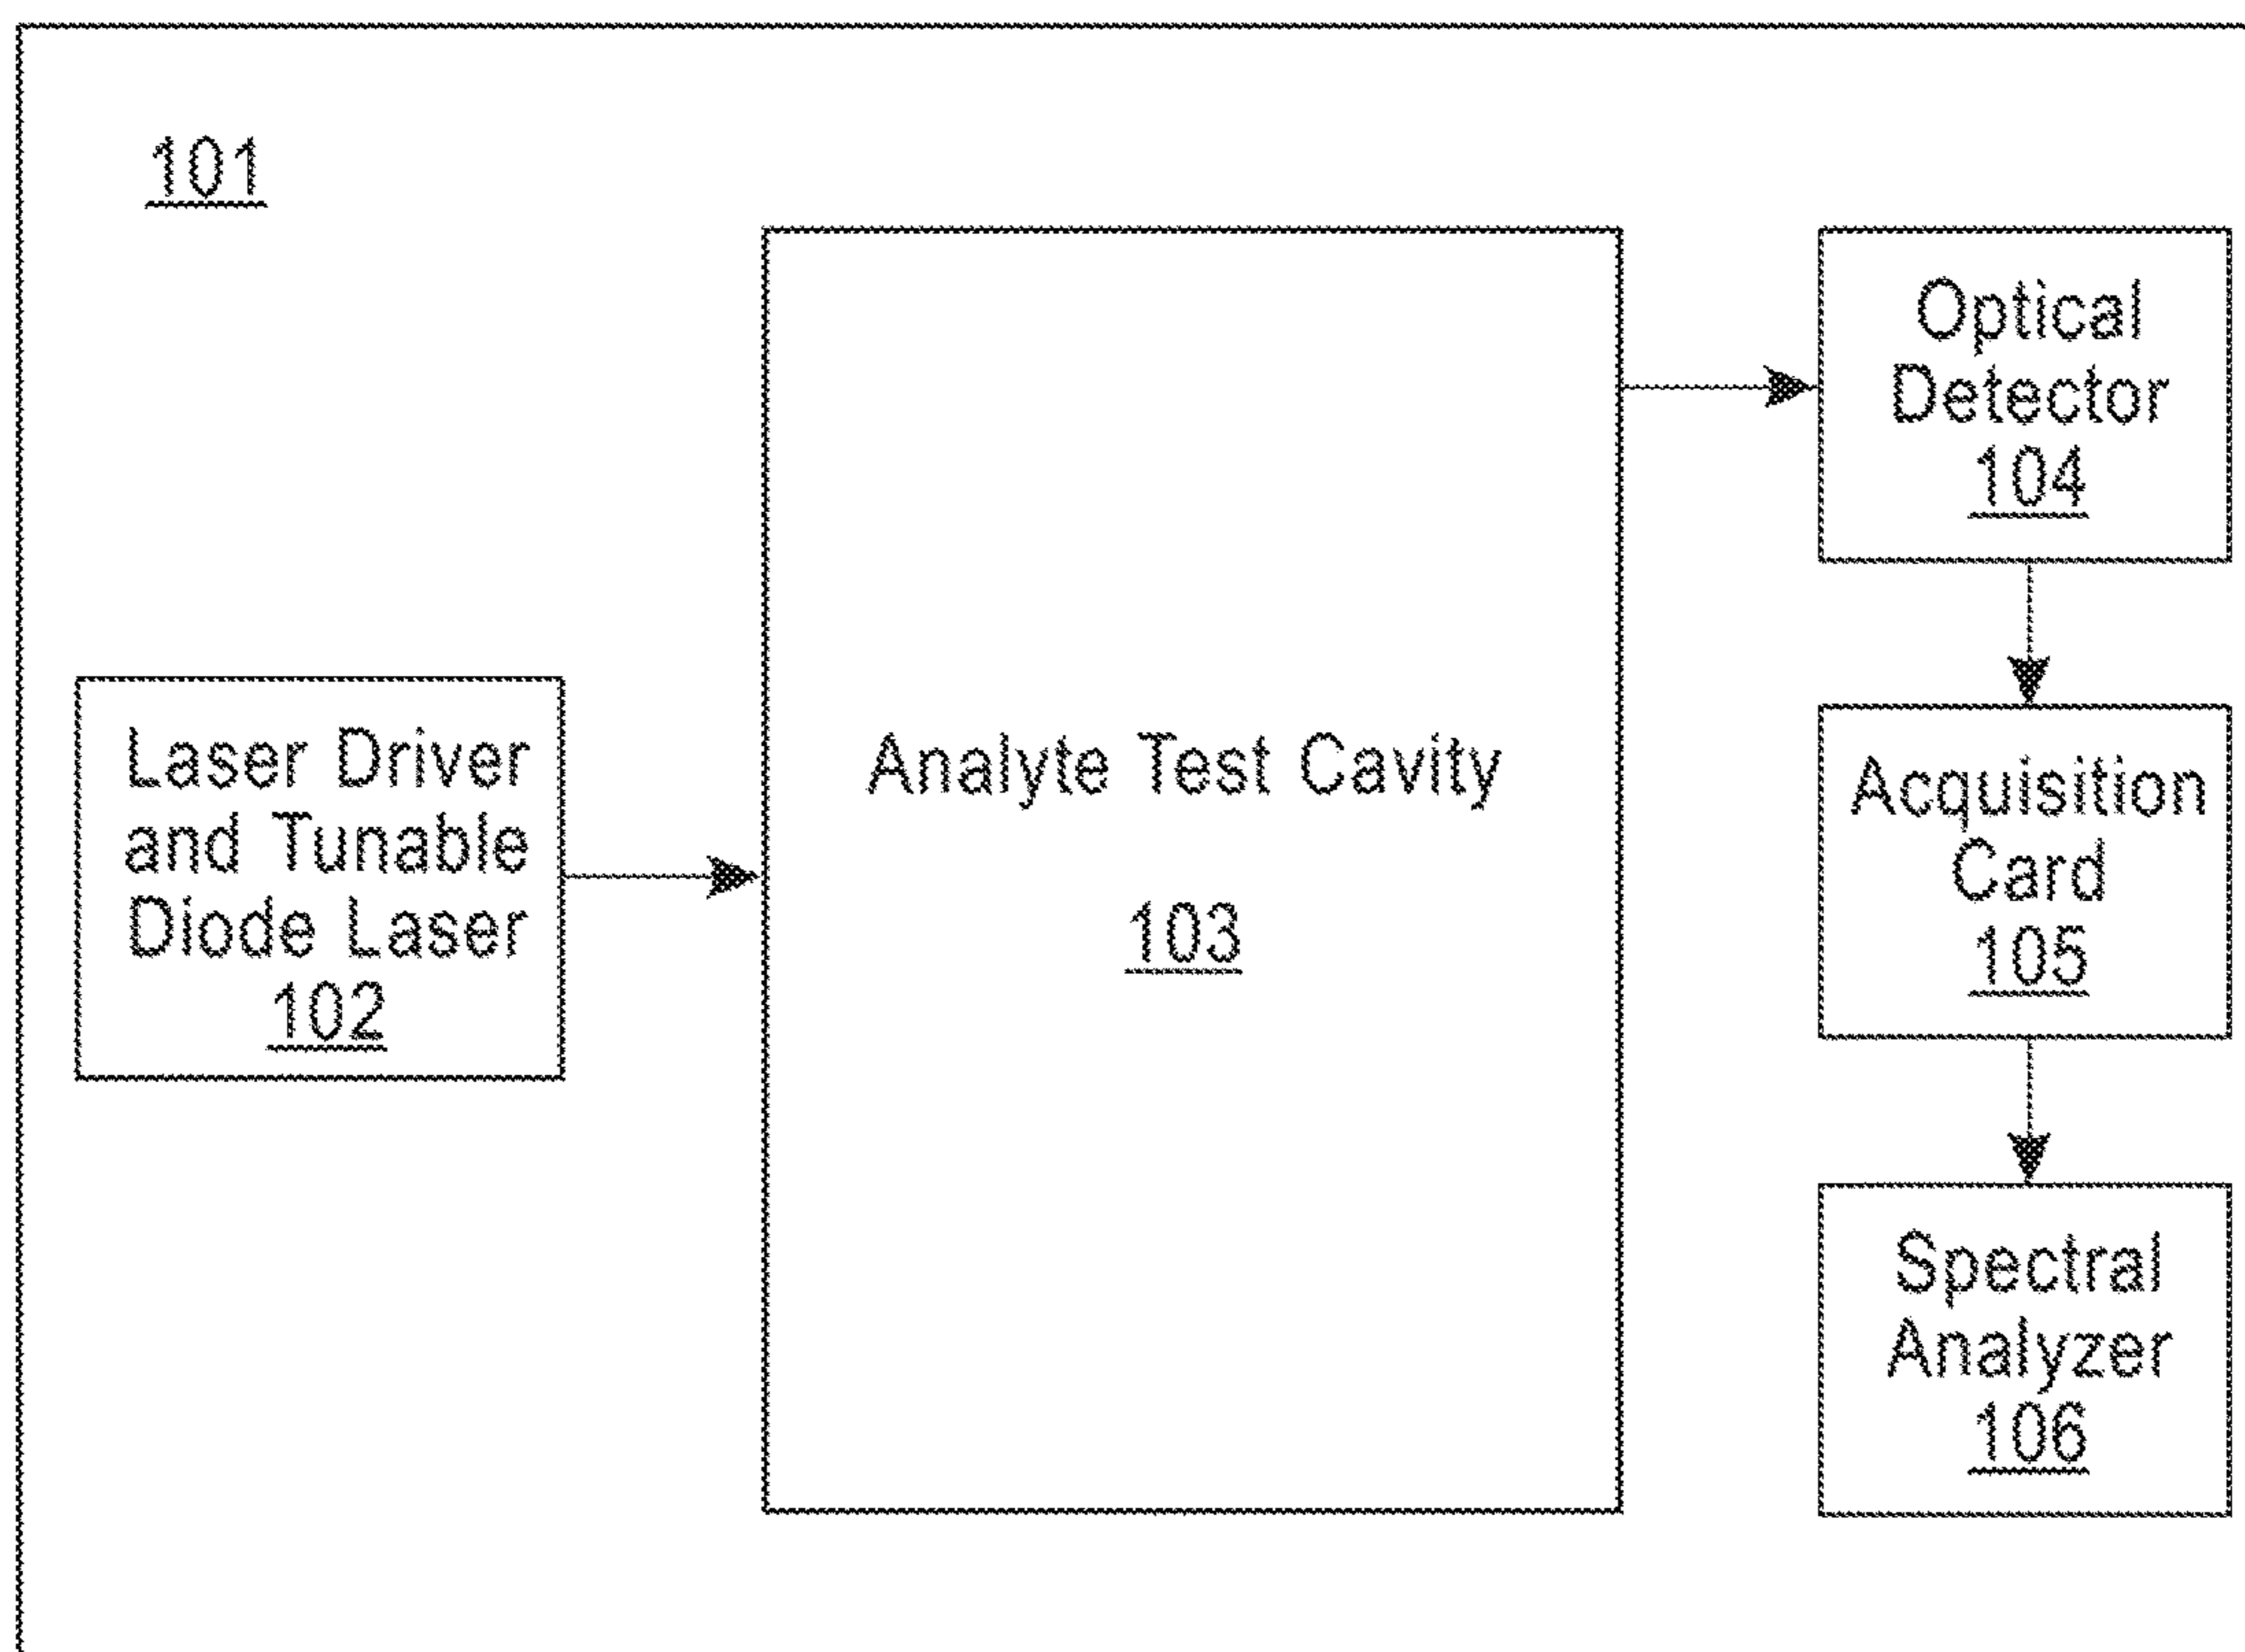 101
Laser Driver
and Tunable
Diode Laser
102
Analyte Test Cavity
103
Optical
Detector
104
Acquisition
Card
105
Spectral
Analyzer
106